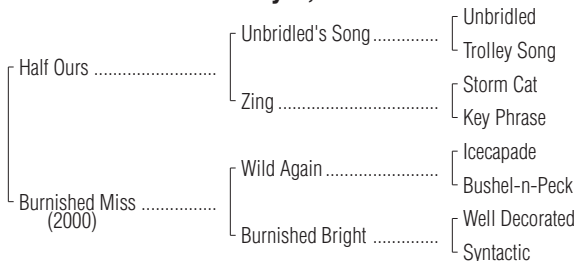 Unbridled
Unbridled's Song..............
Trolley Song
Half Ours ..........................
Storm Cat
Zing ..................................
Key Phrase
Icecapade
Wild Again ........................
Bushel-n-Peck
Burnished Miss ................
(2000)
Well Decorated
Burnished Bright ..............
Syntactic